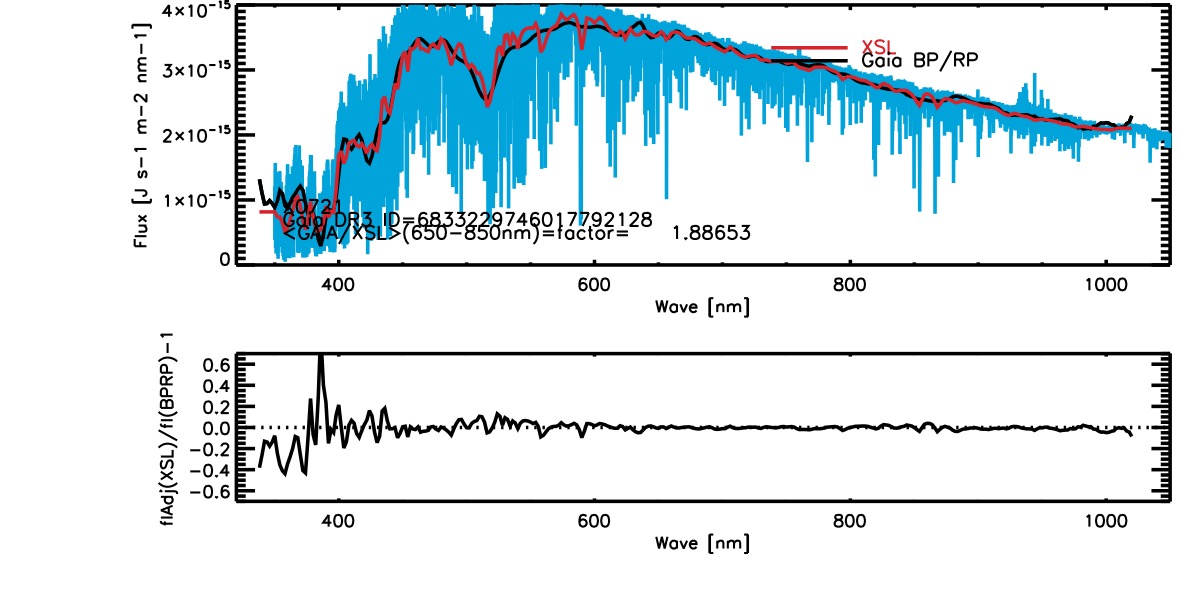 4×10−15
3×10−15
2×10−15
1×10−15
0
Flux [J s−1 m−2 nm−1]
XSL
Gaia BP/RP
X0721
Gaia DR3 ID=6833229746017792128
<GAIA/XSL>(650−850nm)=factor= 1.88653
400 600 800 1000
Wave [nm]
0.6
0.4
0.2
0.0
−0.2
−0.4
−0.6
flAdj(XSL)/fl(BPRP)−1
400 600 800 1000
Wave [nm]